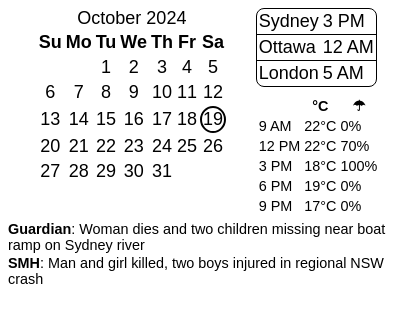 October 2024
Su Mo Tu We Th Fr Sa
1 2 3 4 5
6 7 8 9 10 11 12
13 14 15 16 17 18 19
20 21 22 23 24 25 26
27 28 29 30 31
Sydney 3 PM
Ottawa 12 AM
London 5 AM
°C ☂
9 AM 22°C 0%
12 PM 22°C 70%
3 PM 18°C 100%
6 PM 19°C 0%
9 PM 17°C 0%
Guardian: Woman dies and two children missing near boat
ramp on Sydney river
SMH: Man and girl killed, two boys injured in regional NSW
crash